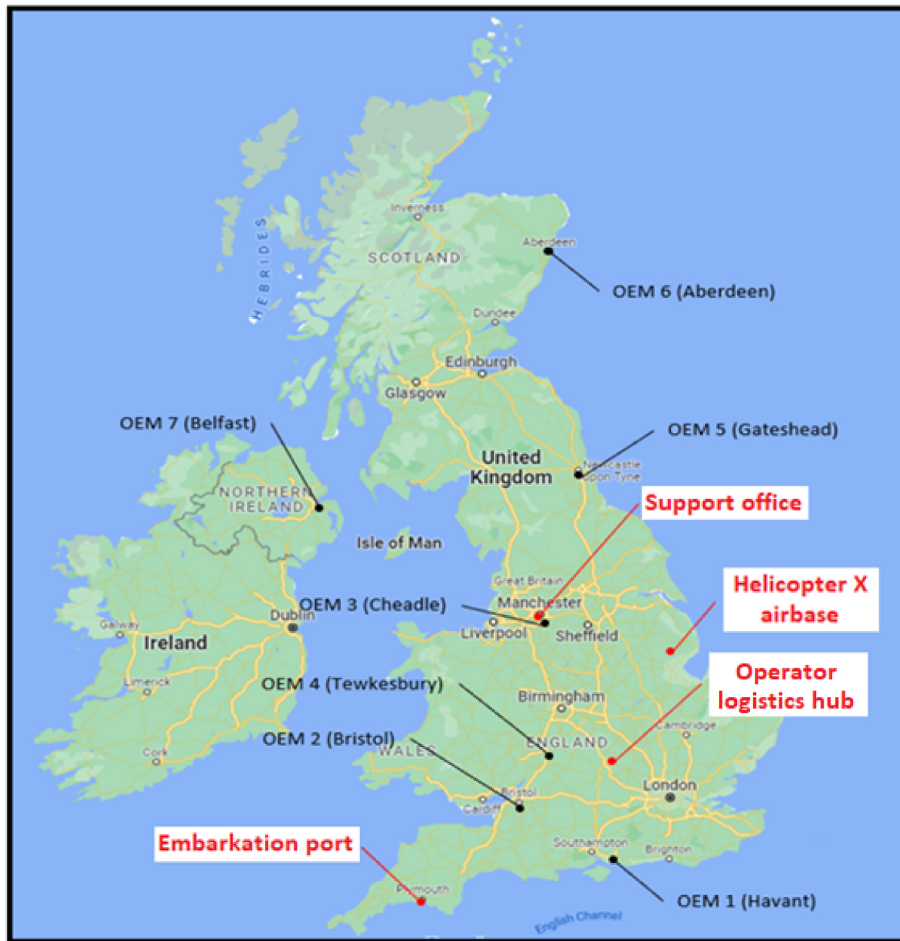 Inverness
SCOTLAND
HEBRIDES
Aberdeen
OEM 6 (Aberdeen)
Dundee
Edinburgh
Glasgow
OEM 7 (Belfast)
OEM 5 (Gateshead)
United
Kingdom
Newcastle
upon Tyne
NORTHERN
IRELAND
Support office
Isle of Man
Great Britain
Helicopter X
airbase
OEM 3 (Cheadle)
Manchester
Dublin
Galway
Liverpool
Sheffield
Ireland
Operator
logistics hub
Limerick
OEM 4 (Tewkesbury)
Birmingham
Cambridge
OEM 2 (Bristol)
ENGLAND
WALES
Cork
London
Bristol
Cardiff
Embarkation port
Southampton
Brighton
Plymouth
OEM 1 (Havant)
English Channel